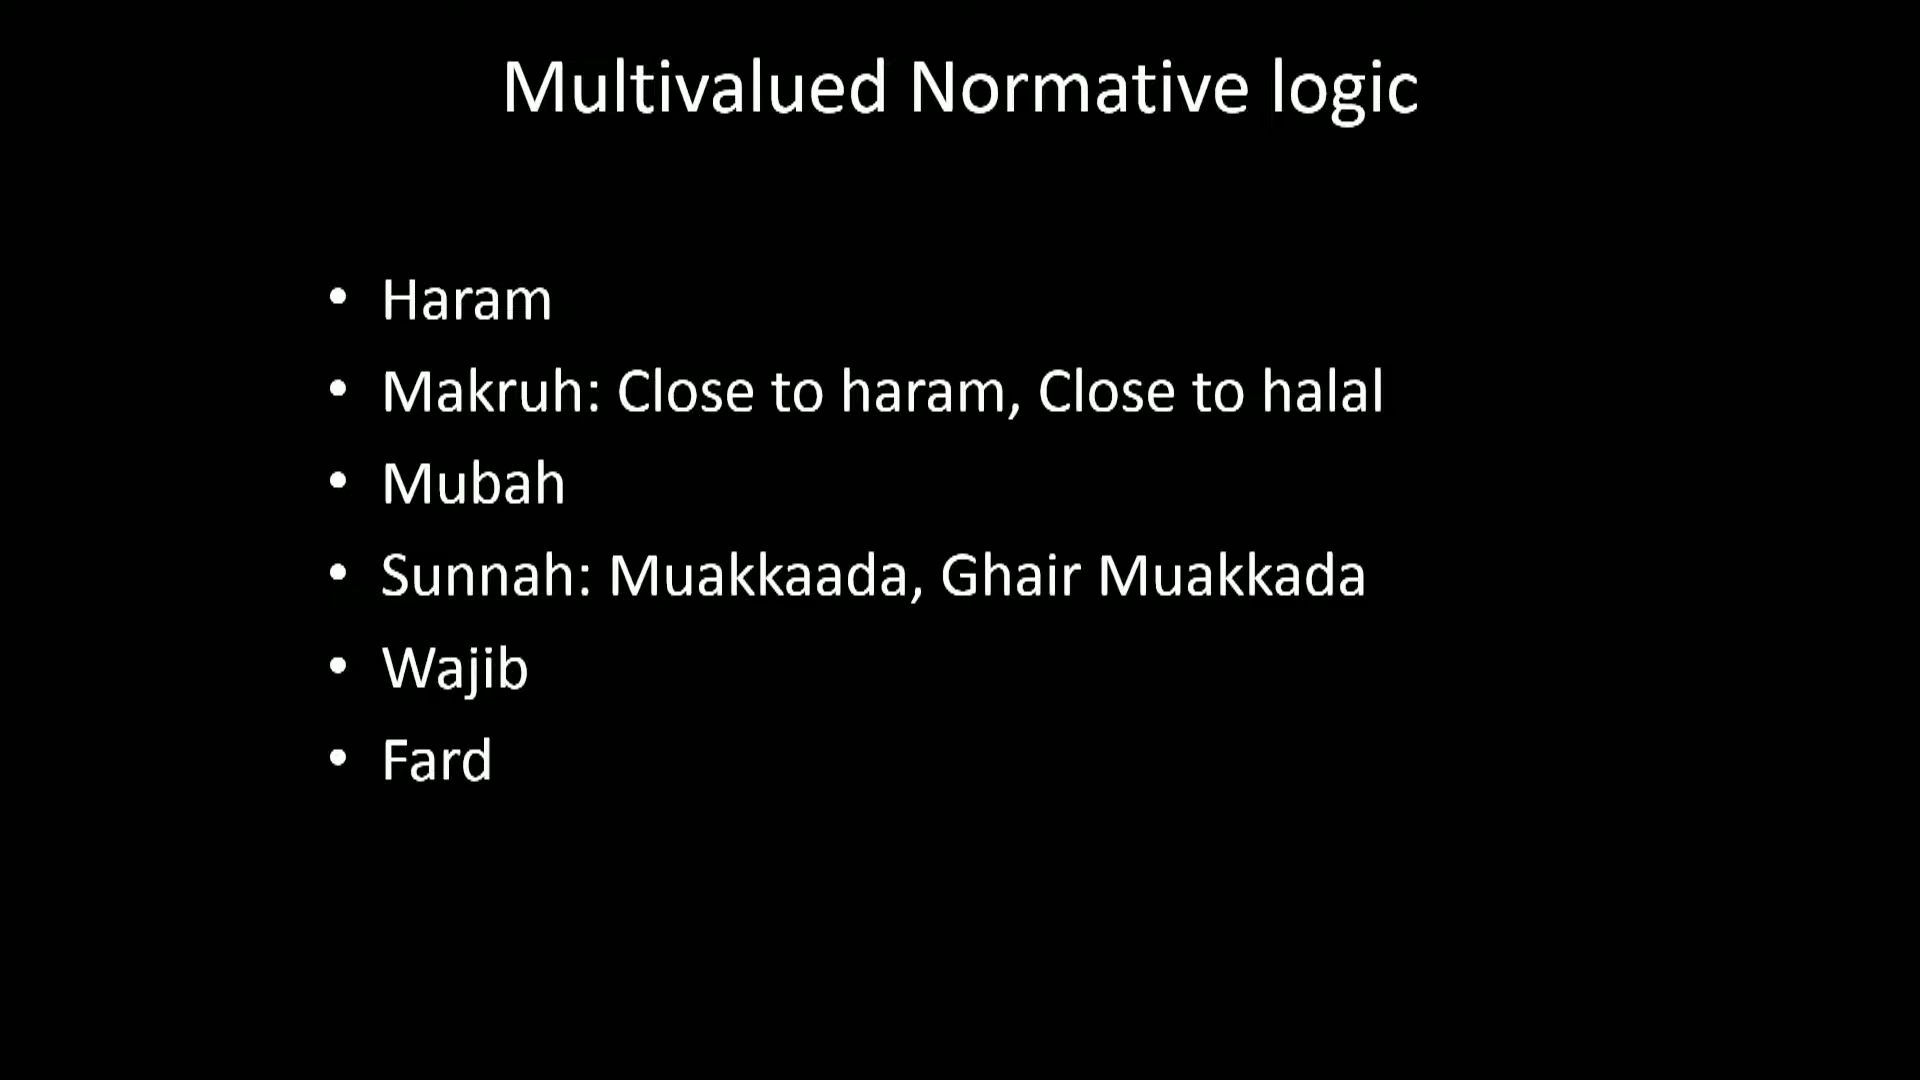 Multivalued Normative logic
• Haram
• Makruh: Close to haram, Close to halal
• Mubah
• Sunnah: Muakkaada, Ghair Muakkada
• Wajib
• Fard